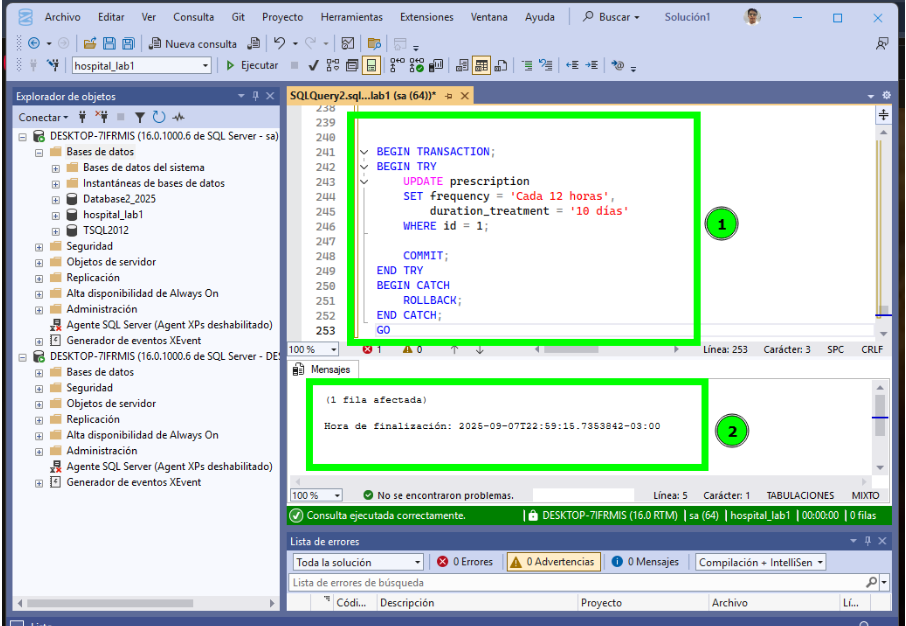 Archivo Editar Ver Consulta Git Proyecto Herramientas Extensiones Ventana Ayuda Buscar Solución1
Nueva consulta
hospital_lab1 Ejecutar
Explorador de objetos
Conectar
DESKTOP-7IFRMIS (16.0.1000.6 de SQL Server - sa)
Bases de datos
Bases de datos del sistema
Instantáneas de bases de datos
Database2_2025
hospital_lab1
TSQL2012
Seguridad
Objetos de servidor
Replicación
Alta disponibilidad de Always On
Administración
Agente SQL Server (Agent XPs deshabilitado)
Generador de eventos XEvent
DESKTOP-7IFRMIS (16.0.1000.6 de SQL Server - DES
Bases de datos
Seguridad
Objetos de servidor
Replicación
Alta disponibilidad de Always On
Administración
Agente SQL Server (Agent XPs deshabilitado)
Generador de eventos XEvent
SQLQuery2.sql...lab1 (sa (64))*
238
239
240
241 BEGIN TRANSACTION;
242 BEGIN TRY
243 UPDATE prescription
244 SET frequency = 'Cada 12 horas',
245 duration_treatment = '10 días'
246 WHERE id = 1;
247
248 COMMIT;
249 END TRY
250 BEGIN CATCH
251 ROLLBACK;
252 END CATCH;
253 GO
1
100 % 1 0 Línea: 253 Carácter: 3 SPC CRLF
Mensajes
(1 fila afectada)
Hora de finalización: 2025-09-07T22:59:15.7353842-03:00
2
100 % No se encontraron problemas. Línea: 5 Carácter: 1 TABULACIONES MIXTO
Consulta ejecutada correctamente. DESKTOP-7IFRMIS (16.0 RTM) sa (64) hospital_lab1 00:00:00 0 filas
Lista de errores
Toda la solución 0 Errores 0 Advertencias 0 Mensajes Compilación + IntelliSen
Lista de errores de búsqueda
Códi... Descripción Proyecto Archivo Lí...